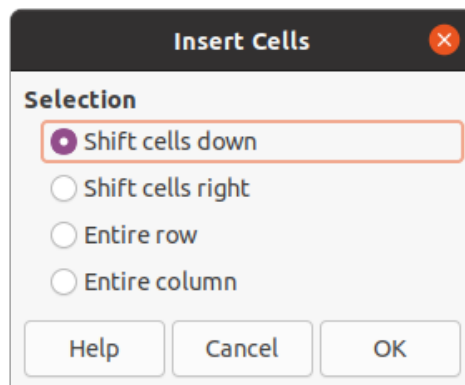 Insert Cells
Selection
Shift cells down
Shift cells right
Entire row
Entire column
Help Cancel OK